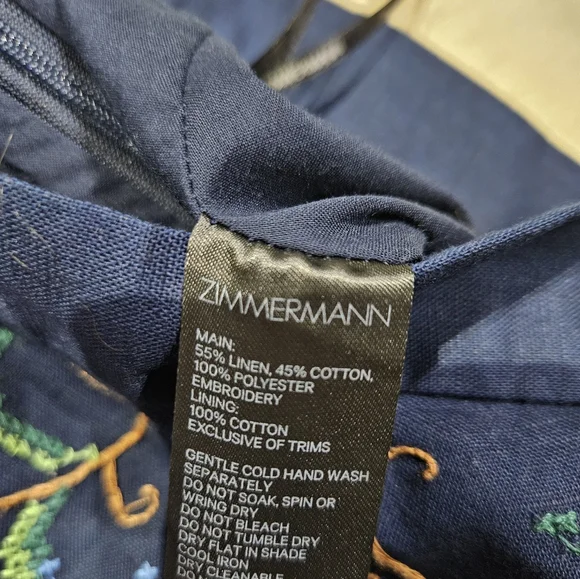 ZIMMERMANN
MAIN:
55% LINEN, 45% COTTON,
100% POLYESTER
EMBROIDERY
LINING:
100% COTTON
EXCLUSIVE OF TRIMS
GENTLE COLD HAND WASH
SEPARATELY
DO NOT SOAK, SPIN OR
WRING DRY
DO NOT BLEACH
DO NOT TUMBLE DRY
DRY FLAT IN SHADE
COOL IRON
DRY CLEANABLE